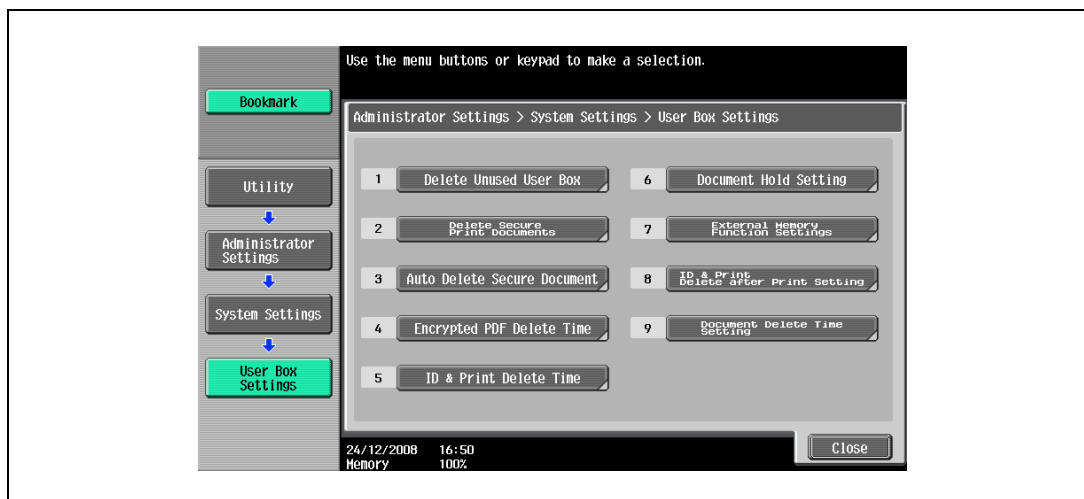 Use the menu buttons or keypad to make a selection.
Bookmark
Administrator Settings > System Settings > User Box Settings
Utility
Administrator
Settings
System Settings
User Box
Settings
1 Delete Unused User Box
2 Delete Secure
Print Documents
3 Auto Delete Secure Document
4 Encrypted PDF Delete Time
5 ID & Print Delete Time
6 Document Hold Setting
7 External Memory
Function Settings
8 ID & Print
Delete after Print Setting
9 Document Delete Time
Setting
24/12/2008 16:50
Memory 100%
Close